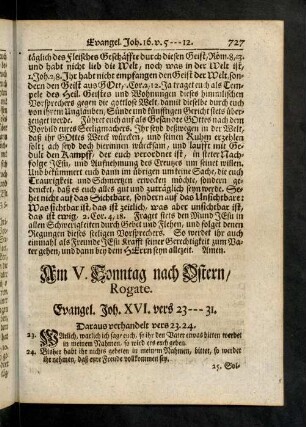 Evangel. Joh. 16. v. 5---12. 727
täglich des Fleisches Geschäffte durch diesen Geist, Röm. 8, 13.
und habt nicht lieb die Welt, noch was in der Welt ist,
1. Joh. 2, 8. Ihr habt nicht empfangen den Geist der Welt, son-
dern den Geist aus GOtt, 1. Cor. 2, 12. Ja traget euch als Tem-
pele des Heil. Geistes und Wohnungen dieses himmlischen
Vorsprechers gegen die gottlose Welt, damit dieselbe durch euch
von ihrem Unglauben, Sünde und künfftigen Gericht stets über-
zeuget werde. Führet euch auf als Gesandte GOttes nach dem
Vorbild eures Seeligmachers. Ihr seyd deßwegen in der Welt,
daß ihr GOttes Werck würcken, und seinen Ruhm erzehlen
solt; ach seyd doch hierinnen würcksam, und laufft mit Ge-
dult den Kampff, der euch verordnet ist, in steter Nach-
folge JEsu, und Aufnehmung des Creutzes um seinet willen.
Und bekümmert euch dann im übrigen um keine Sache, die euch
Traurigkeit und Schmertzen erwecken möchte, sondern ge-
dencket, daß es euch alles gut und zuträglich seyn werde. Se-
het nicht auf das Sichtbare, sondern auf das Unsichtbare:
Was sichtbar ist das ist zeitlich, was aber unsichtbar ist,
das ist ewig, 2. Cor. 4, 18. Fraget stets den Mund JEsu in
allen Schwerigkeiten durch Gebet und Flehen, und folget denen
Regungen dieses heiligen Vorsprechers. So werdet ihr auch
einmahl als Freunde JEsu Krafft seiner Gerechtigkeit zum Va-
ter gehen, und dann bey dem HErrn seyn allezeit. Amen.
Am V. Sonntag nach Ostern/
Rogate.
Evangel. Joh. XVI. vers 23---31.
Daraus verhandelt vers 23. 24.
23. Wahrlich, warlich ich sage euch, so ihr den Vater etwas bitten werdet
in meinem Nahmen, so wird ers euch geben.
24. Bisher habt ihr nichts gebeten in meinem Nahmen, bittet, so werdet
ihr nehmen, daß eure Freude vollkommen sey.
25. Sol-